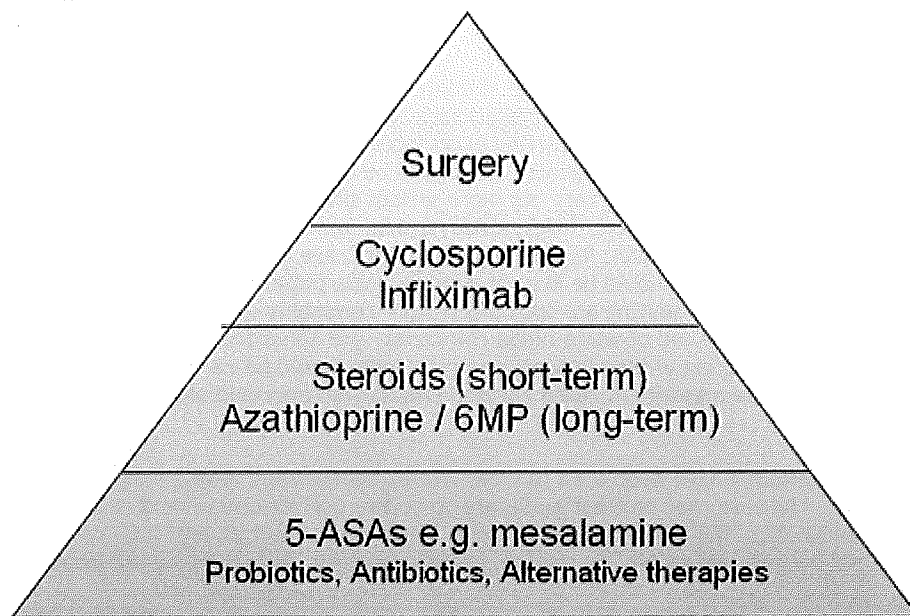 Surgery
Cyclosporine
Infliximab
Steroids (short-term)
Azathioprine / 6MP (long-term)
5-ASAs e.g. mesalamine
Probiotics, Antibiotics, Alternative therapies